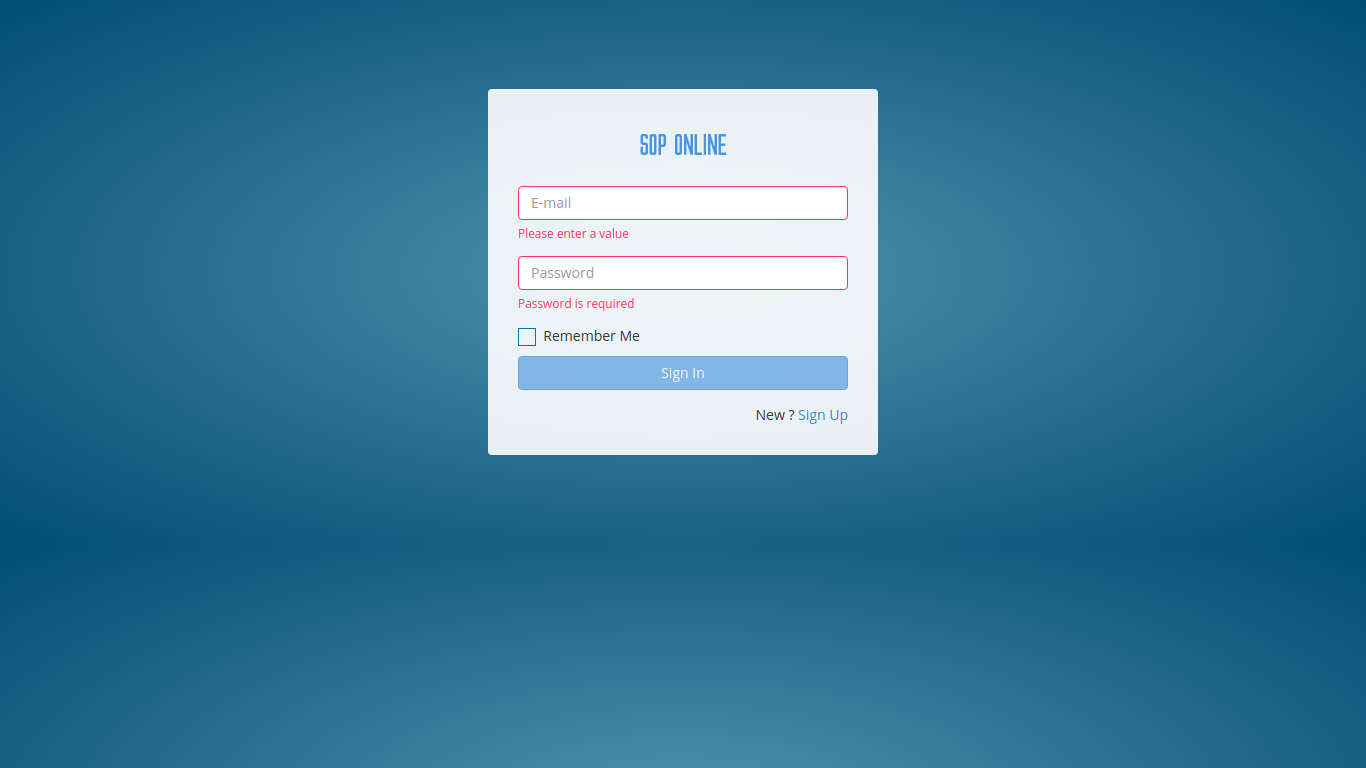 SOP ONLINE
E-mail
Please enter a value
Password
Password is required
Remember Me
Sign In
New ? Sign Up